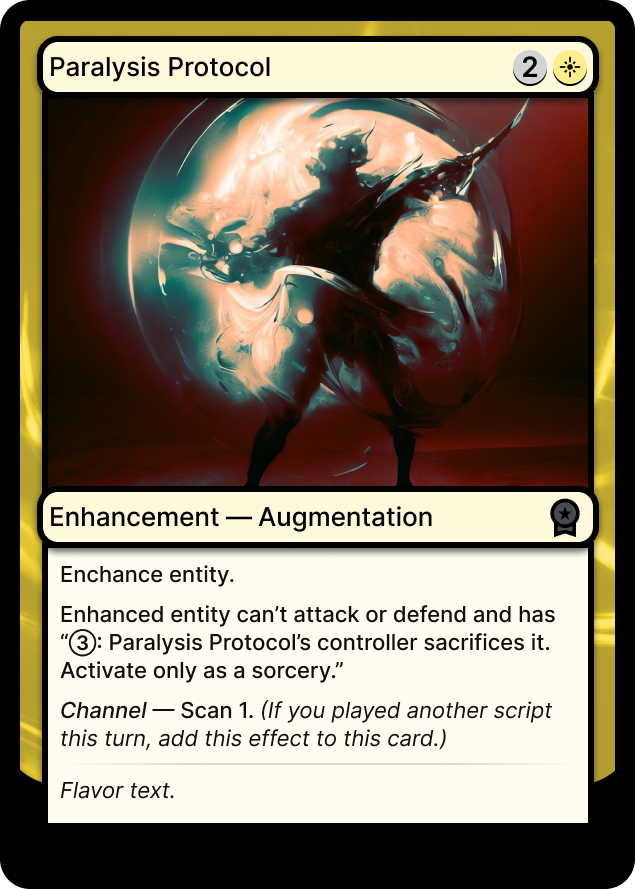 Paralysis Protocol 2
Enhancement — Augmentation
Enchance entity.
Enhanced entity can’t attack or defend and has
“③: Paralysis Protocol’s controller sacrifices it.
Activate only as a sorcery.”
Channel — Scan 1. (If you played another script
this turn, add this effect to this card.)
Flavor text.